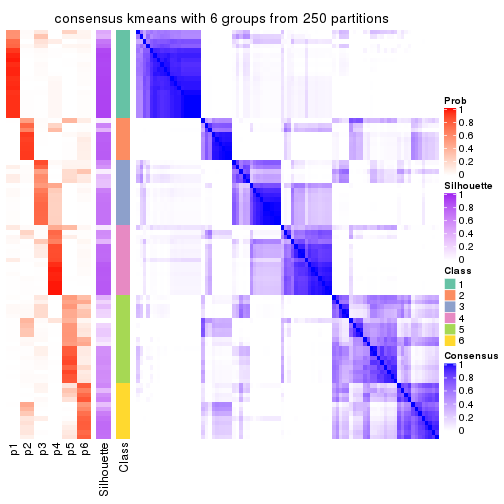 consensus kmeans with 6 groups from 250 partitions
Prob
1
0.8
0.6
0.4
0.2
0
Silhouette
1
0.8
0.6
0.4
0.2
0
Class
1
2
3
4
5
6
Consensus
1
0.8
0.6
0.4
0.2
0
p1
p2
p3
p4
p5
p6
Silhouette
Class